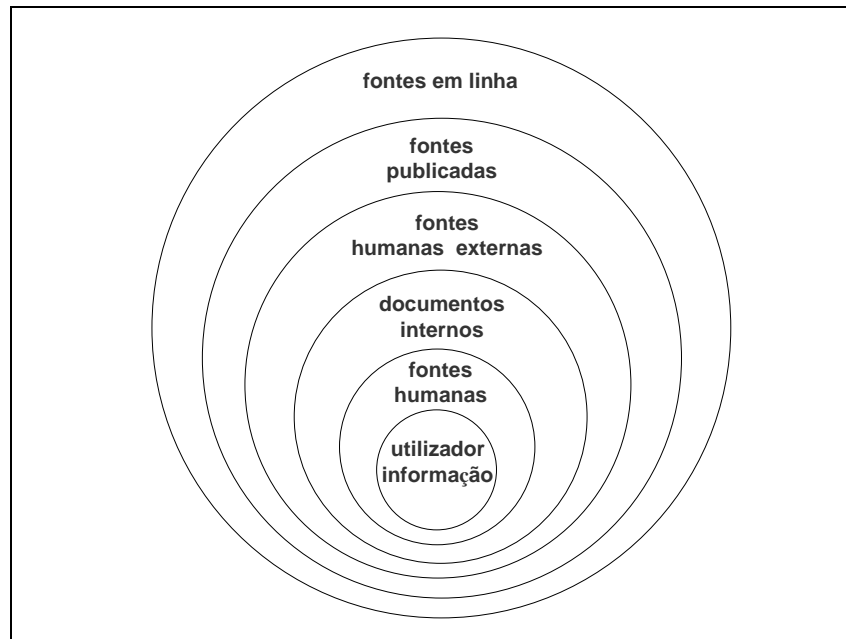 fontes em linha
fontes
publicadas
fontes
humanas externas
documentos
internos
fontes
humanas
utilizador
informação